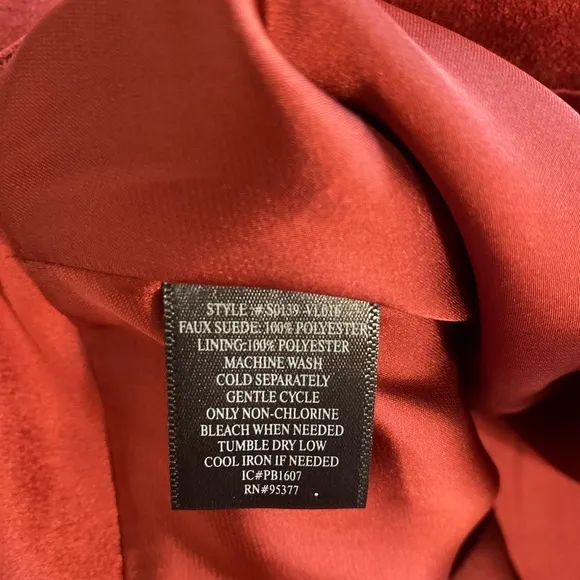 STYLE :# S0139-VL016
FAUX SUEDE:100% POLYESTER
LINING:100% POLYESTER
MACHINE WASH
COLD SEPARATELY
GENTLE CYCLE
ONLY NON-CHLORINE
BLEACH WHEN NEEDED
TUMBLE DRY LOW
COOL IRON IF NEEDED
IC#PB1607
RN#95377